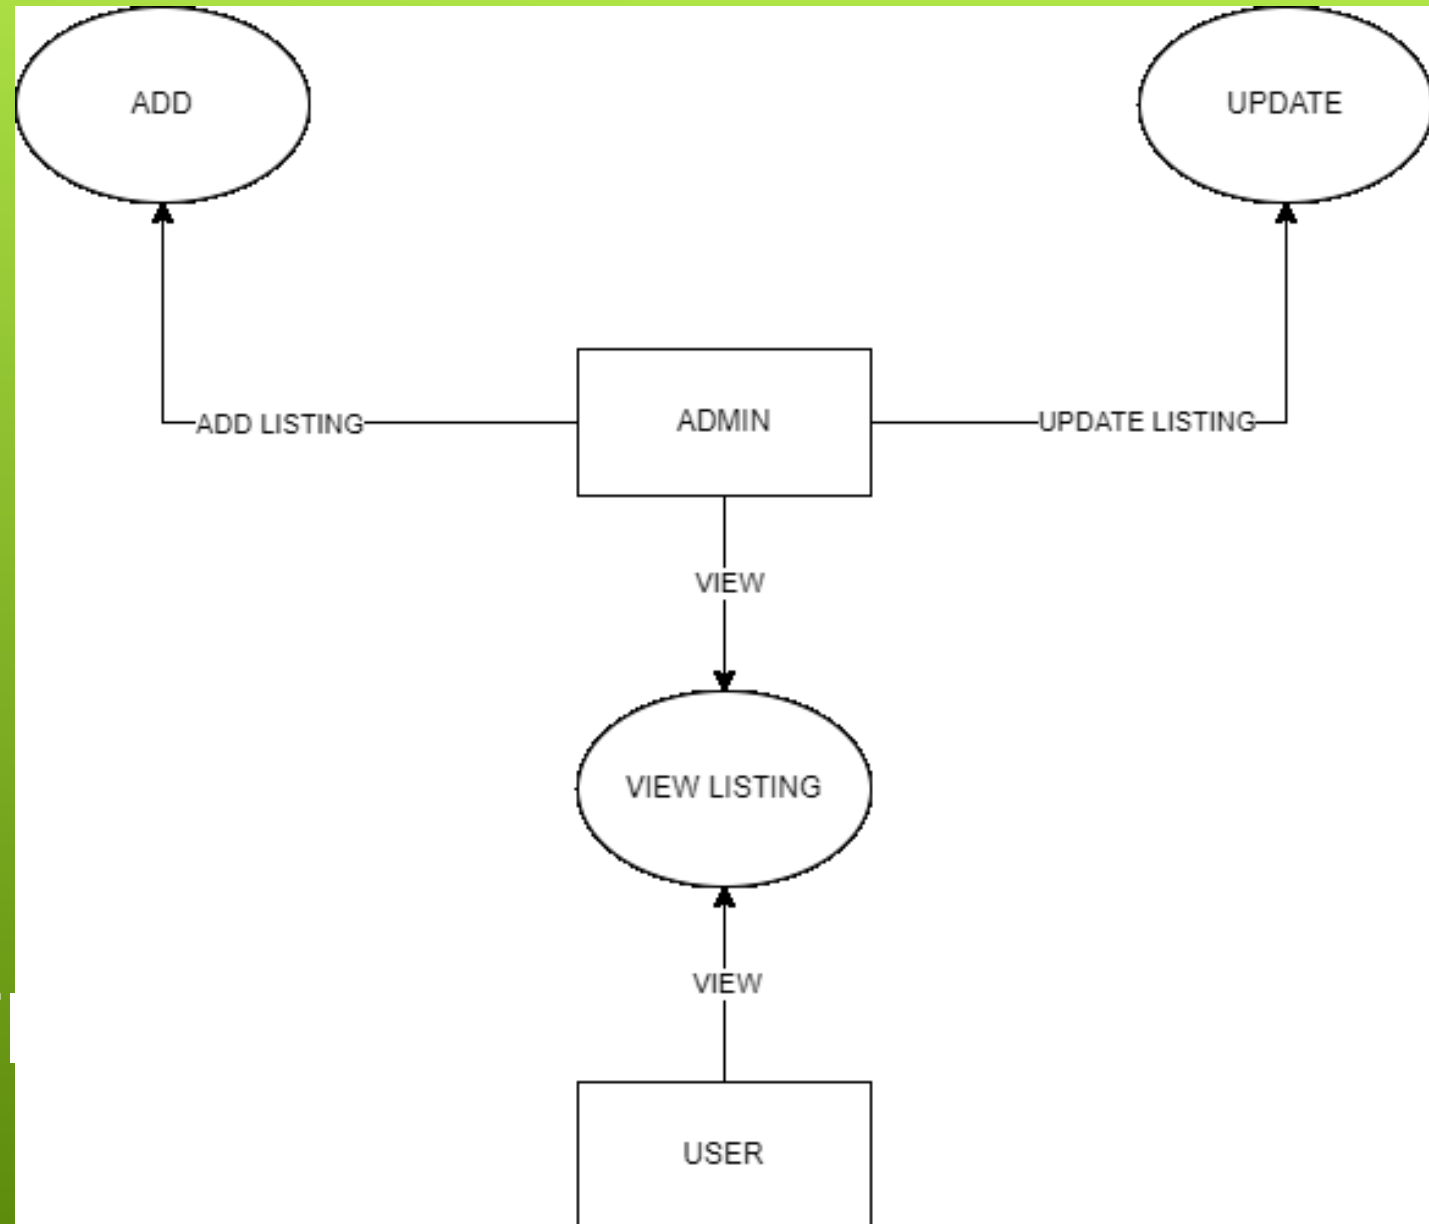 ADD
UPDATE
ADD LISTING
ADMIN
UPDATE LISTING
VIEW
VIEW LISTING
VIEW
USER